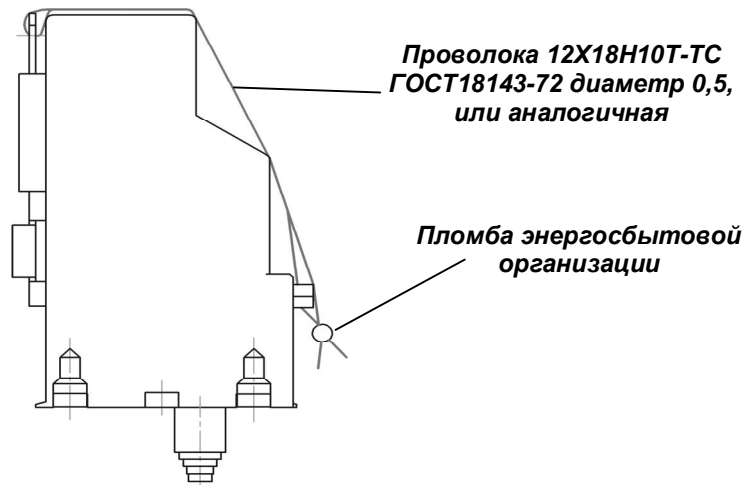 Проволока 12Х18Н10Т-ТС
ГОСТ18143-72 диаметр 0,5,
или аналогичная
Пломба энергосбытовой
организации